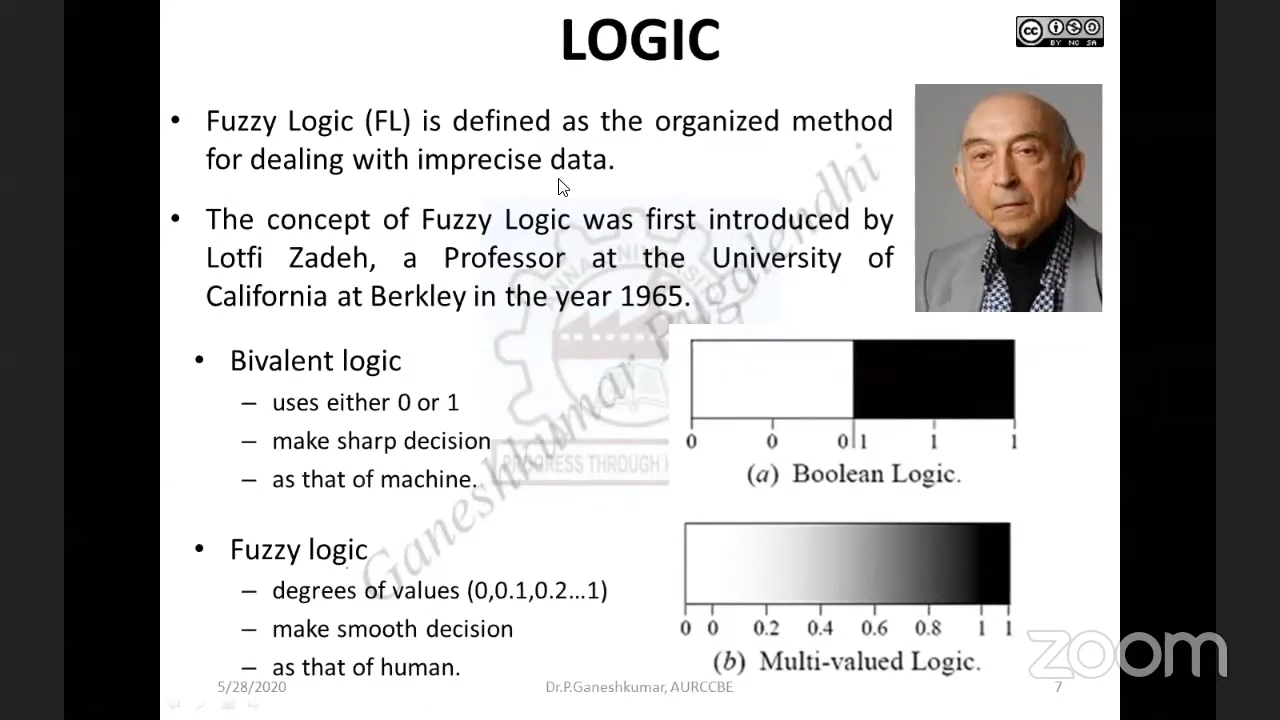 LOGIC
cc BY NC SA
• Fuzzy Logic (FL) is defined as the organized method
for dealing with imprecise data.
• The concept of Fuzzy Logic was first introduced by
Lotfi Zadeh, a Professor at the University of
California at Berkley in the year 1965.
• Bivalent logic
– uses either 0 or 1
– make sharp decision
– as that of machine.
0 0 0 1 1 1
(a) Boolean Logic.
• Fuzzy logic
– degrees of values (0,0.1,0.2...1)
– make smooth decision
– as that of human.
0 0 0.2 0.4 0.6 0.8 1 1
(b) Multi-valued Logic.
Ganeshkumar Pugalendhi
PROGRESS THROUGH
zoom
5/28/2020 Dr.P.Ganeshkumar, AURCCBE 7